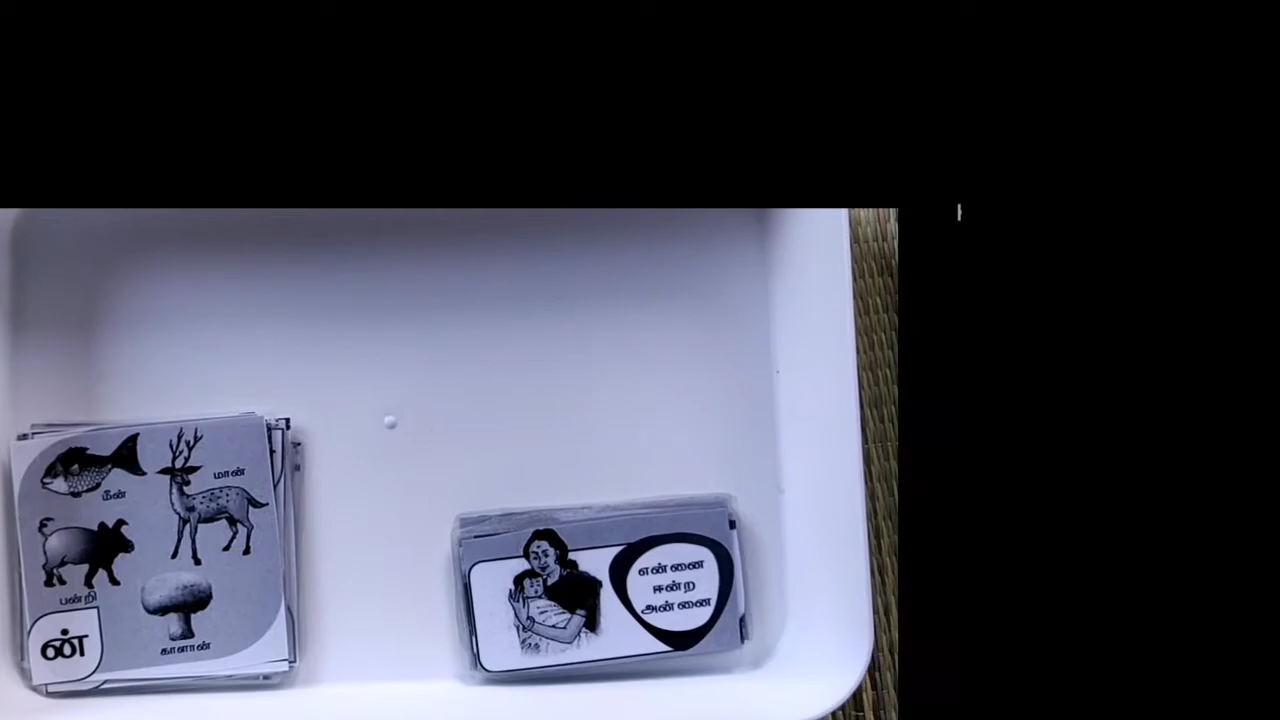 மீன்
மான்
பன்றி
காளான்
ன்
என்னை
ஈன்ற
அன்னை